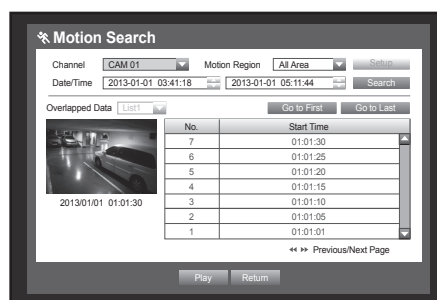 Motion Search
Channel CAM 01 Motion Region All Area Setup
Date/Time 2013-01-01 03:41:18 2013-01-01 05:11:44 Search
Overlapped Data List1 Go to First Go to Last
No. Start Time
7 01:01:30
6 01:01:25
5 01:01:20
4 01:01:15
3 01:01:10
2 01:01:05
1 01:01:01
2013/01/01 01:01:30
Previous/Next Page
Play Return